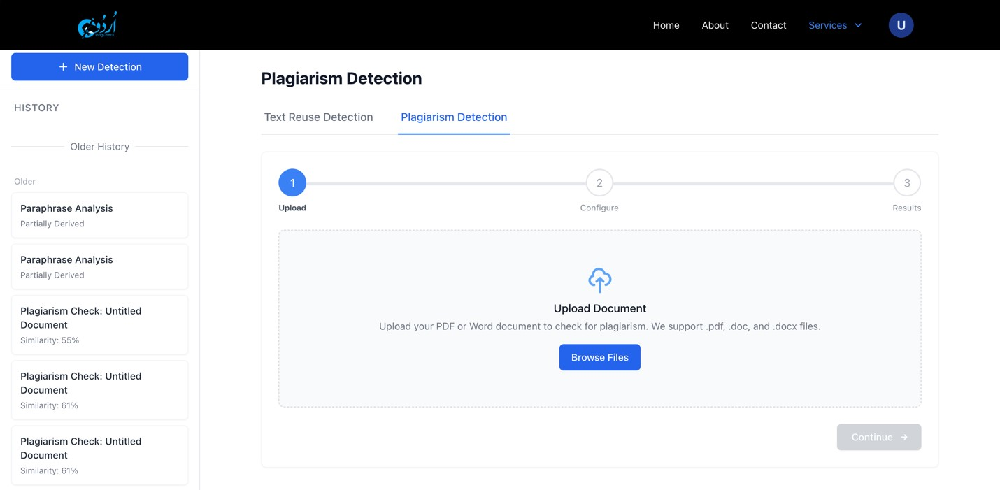 اُردو
PlagCheck
Home
About
Contact
Services
U
+ New Detection
HISTORY
Older History
Older
Paraphrase Analysis
Partially Derived
Paraphrase Analysis
Partially Derived
Plagiarism Check: Untitled
Document
Similarity: 55%
Plagiarism Check: Untitled
Document
Similarity: 61%
Plagiarism Check: Untitled
Document
Similarity: 61%
Plagiarism Detection
Text Reuse Detection
Plagiarism Detection
1
2
3
Upload
Configure
Results
Upload Document
Upload your PDF or Word document to check for plagiarism. We support .pdf, .doc, and .docx files.
Browse Files
Continue →